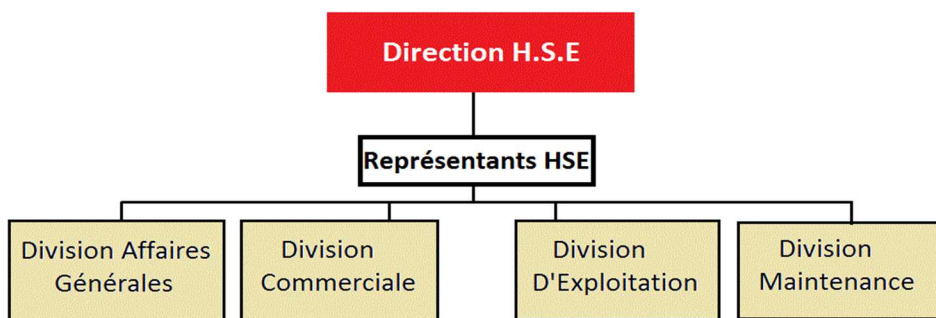 Direction H.S.E
Représentants HSE
Division Affaires
Générales
Division
Commerciale
Division
D'Exploitation
Division
Maintenance